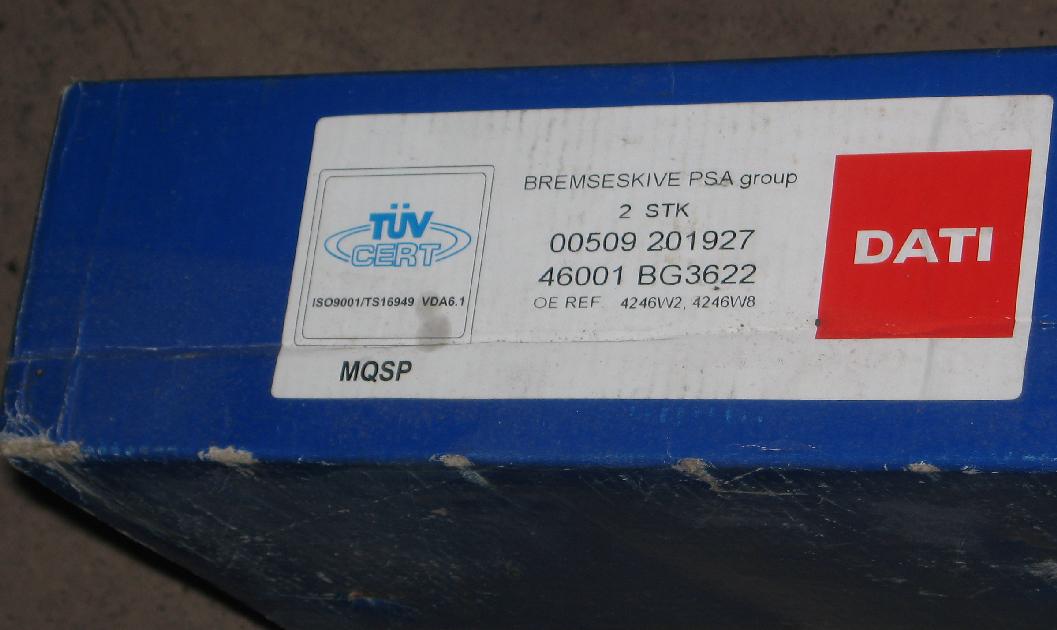 TÜV
CERT
ISO9001/TS16949 VDA6.1
MQSP
BREMSESKIVE PSA group
2 STK
00509 201927
46001 BG3622
OE REF. 4246W2, 4246W8
DATI